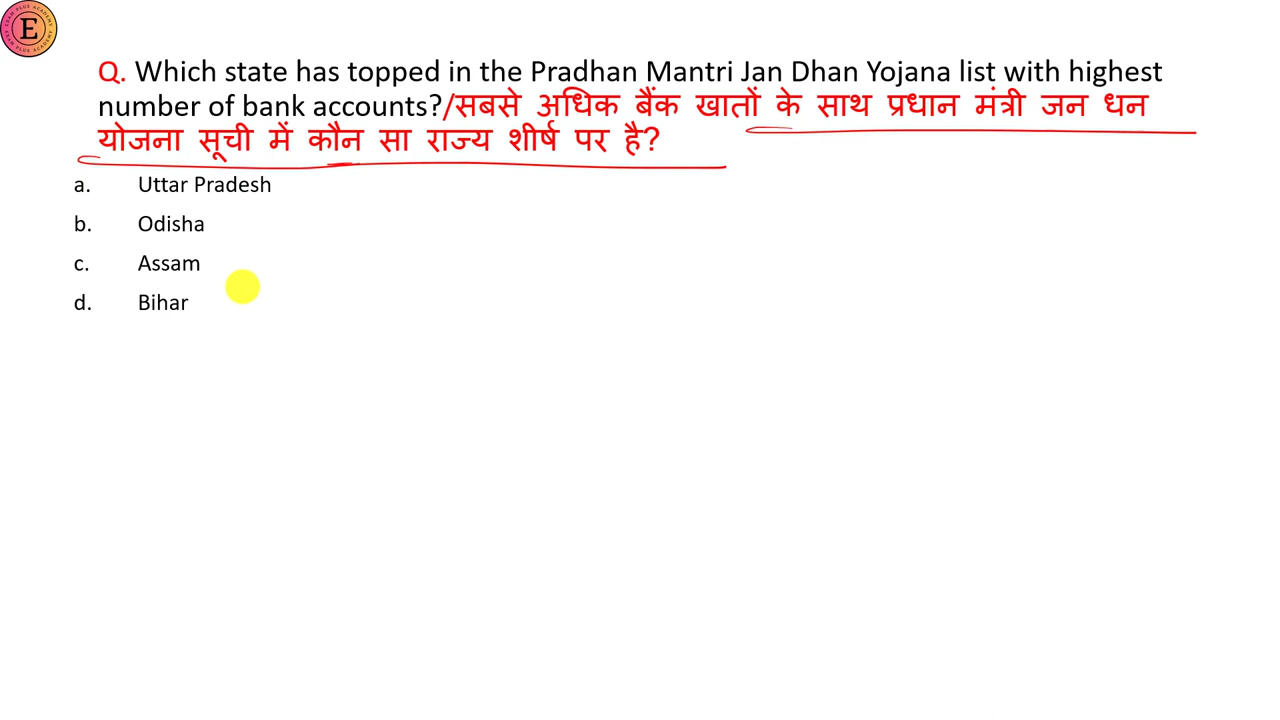 E
Q. Which state has topped in the Pradhan Mantri Jan Dhan Yojana list with highest
number of bank accounts?/सबसे अधिक बैंक खातों के साथ प्रधान मंत्री जन धन
योजना सूची में कौन सा राज्य शीर्ष पर है?
a. Uttar Pradesh
b. Odisha
c. Assam
d. Bihar